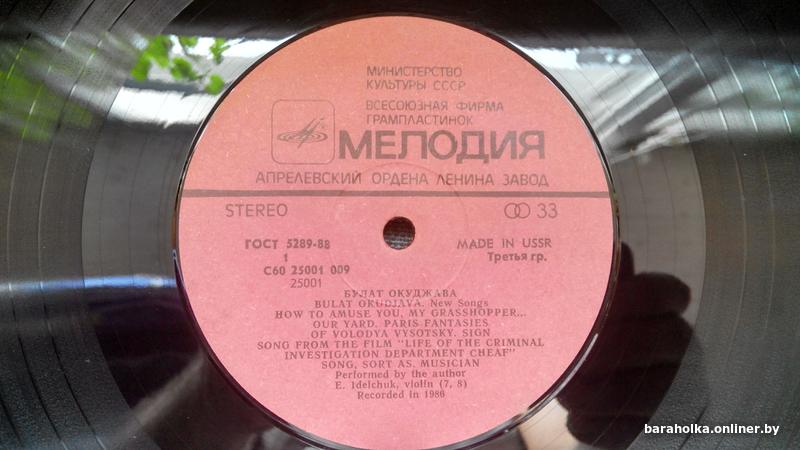 МИНИСТЕРСТВО
КУЛЬТУРЫ СССР
ВСЕСОЮЗНАЯ ФИРМА
ГРАМПЛАСТИНОК
МЕЛОДИЯ
АПРЕЛЕВСКИЙ ОРДЕНА ЛЕНИНА ЗАВОД
STEREO
33
ГОСТ 5289-88
1
С60 25001 009
25001
MADE IN USSR
Третья гр.
БУЛАТ ОКУДЖАВА
BULAT OKUDJAVA. New Songs
HOW TO AMUSE YOU, MY GRASSHOPPER...
OUR YARD. PARIS FANTASIES
OF VOLODYA VYSOTSKY. SIGN
SONG FROM THE FILM "LIFE OF THE CRIMINAL
INVESTIGATION DEPARTMENT CHEAF"
SONG, SORT AS. MUSICIAN
Performed by the author
E. Idelchuk, violin (7, 8)
Recorded in 1986
baraholka.onliner.by